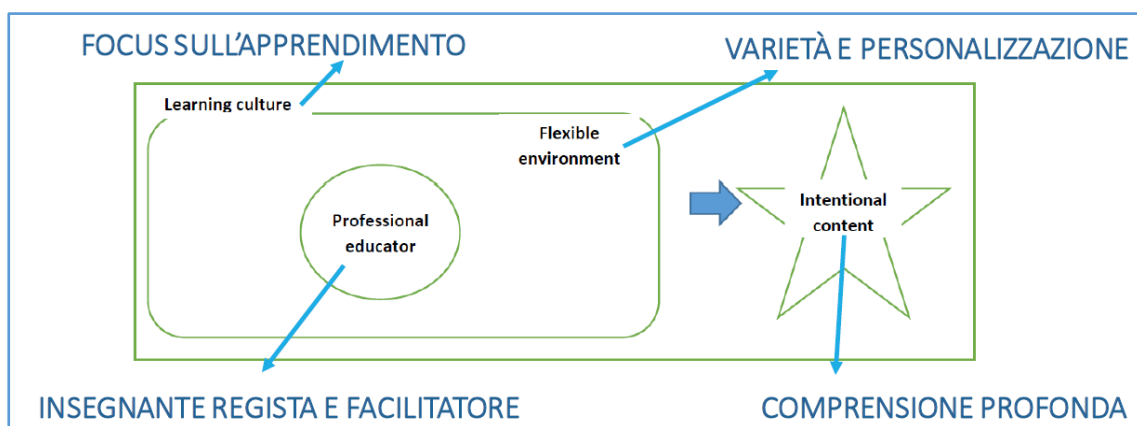 FOCUS SULL'APPRENDIMENTO
VARIETÀ E PERSONALIZZAZIONE
Learning culture
Flexible
environment
Professional
educator
Intentional
content
INSEGNANTE REGISTA E FACILITATORE
COMPRENSIONE PROFONDA